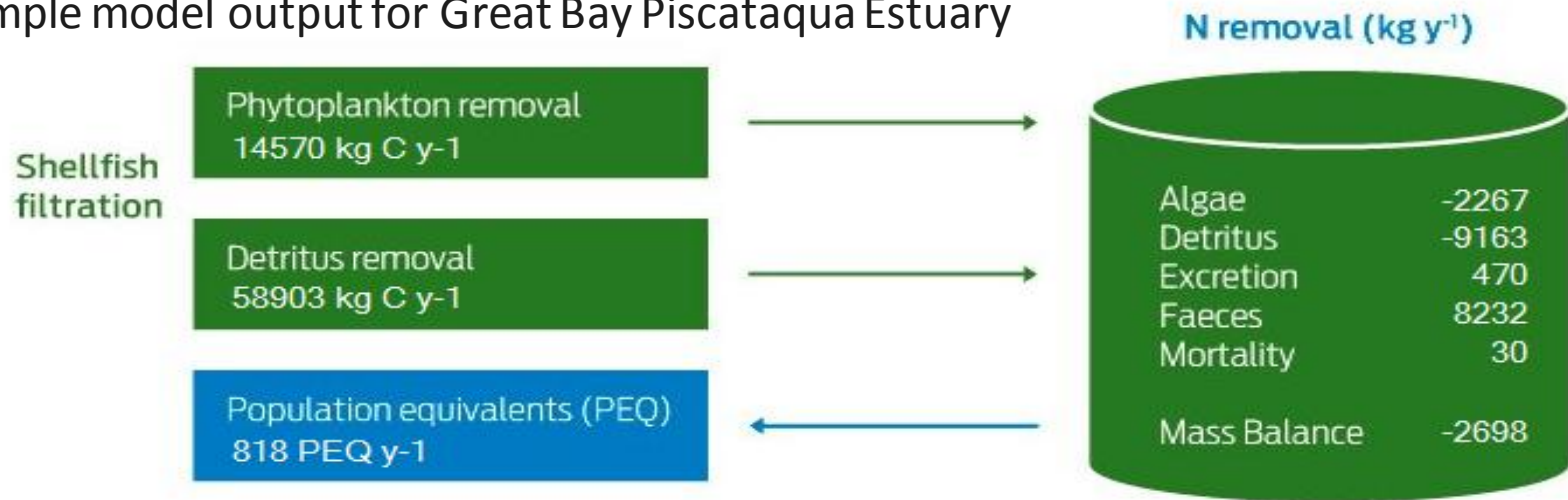 mple model output for Great Bay Piscataqua Estuary
N removal (kg y-1)
Shellfish
filtration
Phytoplankton removal
14570 kg C y-1
Detritus removal
58903 kg C y-1
Population equivalents (PEQ)
818 PEQ y-1
Algae -2267
Detritus -9163
Excretion 470
Faeces 8232
Mortality 30
Mass Balance -2698